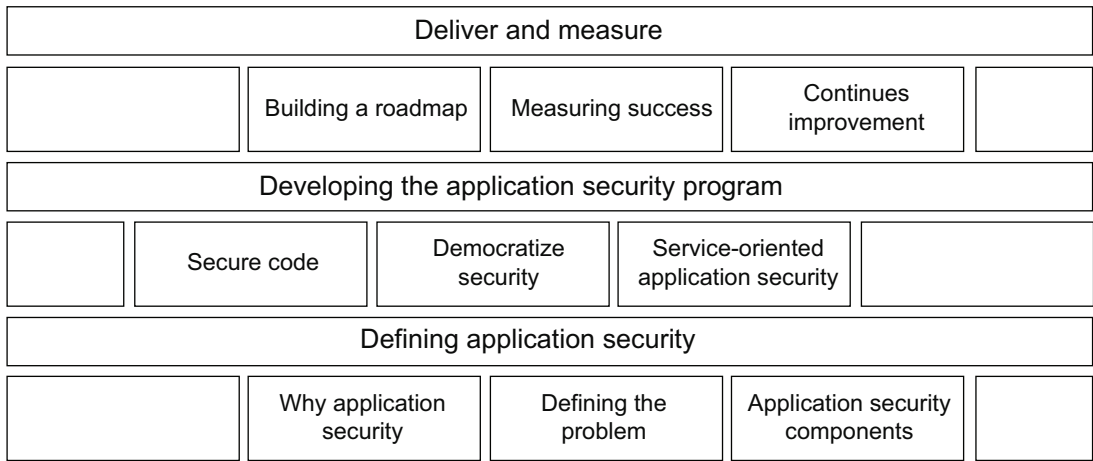 Deliver and measure
Building a roadmap
Measuring success
Continues
improvement
Developing the application security program
Secure code
Democratize
security
Service-oriented
application security
Defining application security
Why application
security
Defining the
problem
Application security
components